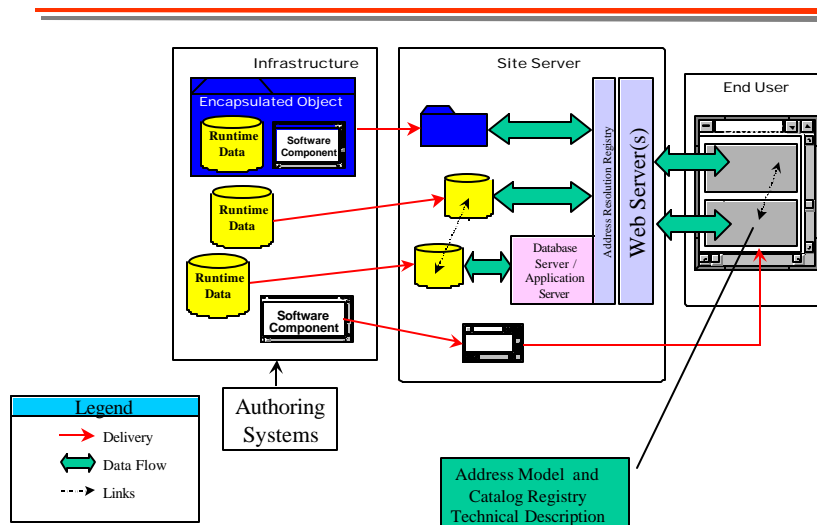 Infrastructure
Encapsulated Object
Runtime
Data
Software
Component
Runtime
Data
Runtime
Data
Software
Component
Site Server
Address Resolution Registry
Web Server(s)
Database
Server /
Application
Server
End User
Authoring
Systems
Legend
Delivery
Data Flow
Links
Address Model and
Catalog Registry
Technical Description